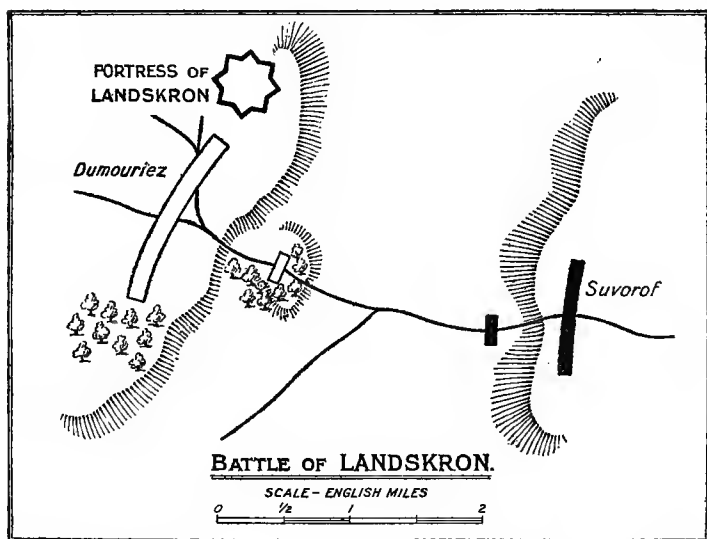 FORTRESS OF
LANDSKRON
Dumouriez
Suvorof
BATTLE OF LANDSKRON.
SCALE – ENGLISH MILES
0 ½ 1 2